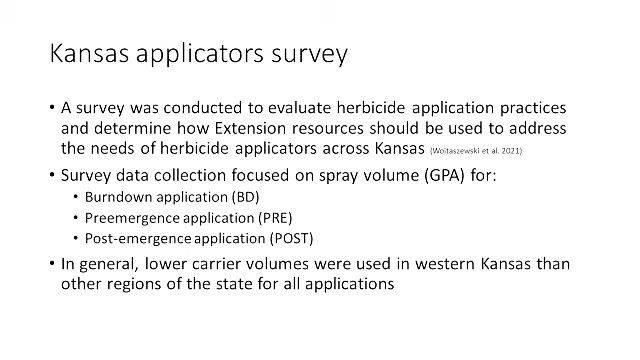 Kansas applicators survey
• A survey was conducted to evaluate herbicide application practices
and determine how Extension resources should be used to address
the needs of herbicide applicators across Kansas (Woitaszewski et al. 2021)
• Survey data collection focused on spray volume (GPA) for:
• Burndown application (BD)
• Preemergence application (PRE)
• Post-emergence application (POST)
• In general, lower carrier volumes were used in western Kansas than
other regions of the state for all applications